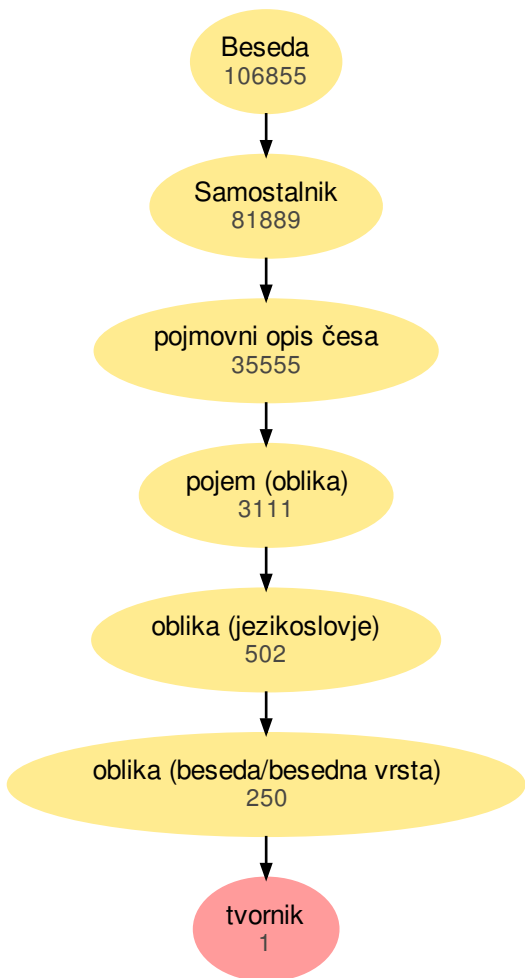 Beseda
106855
Samostalnik
81889
pojmovni opis česa
35555
pojem (oblika)
3111
oblika (jezikoslovje)
502
oblika (beseda/besedna vrsta)
250
tvornik
1